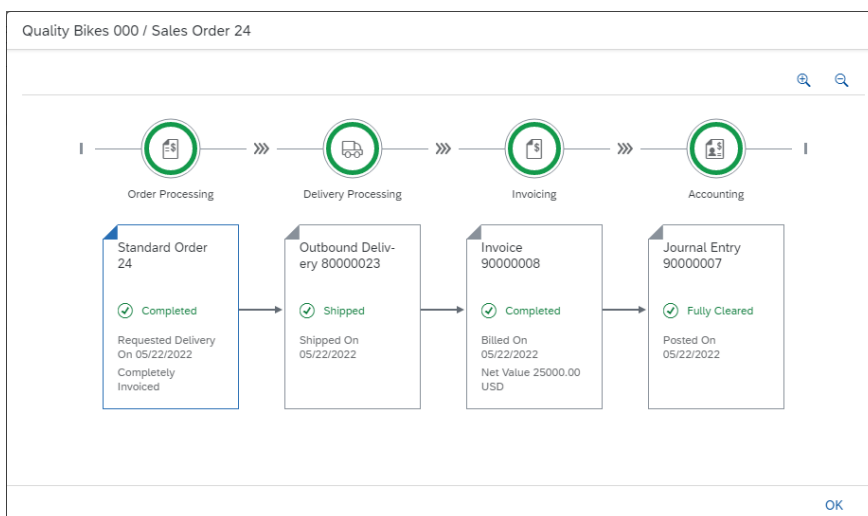 Quality Bikes 000 / Sales Order 24
Order Processing
Delivery Processing
Invoicing
Accounting
Standard Order
24
Completed
Requested Delivery
On 05/22/2022
Completely
Invoiced
Outbound Deliv-
ery 80000023
Shipped
Shipped On
05/22/2022
Invoice
90000008
Completed
Billed On
05/22/2022
Net Value 25000.00
USD
Journal Entry
90000007
Fully Cleared
Posted On
05/22/2022
OK